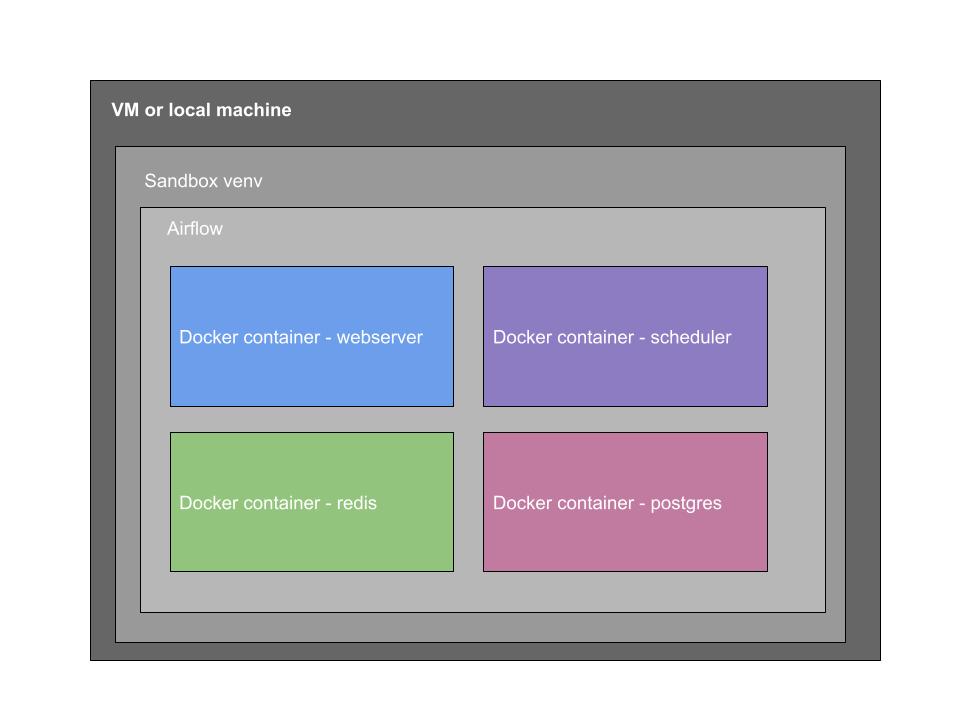 VM or local machine
Sandbox venv
Airflow
Docker container - webserver
Docker container - scheduler
Docker container - redis
Docker container - postgres